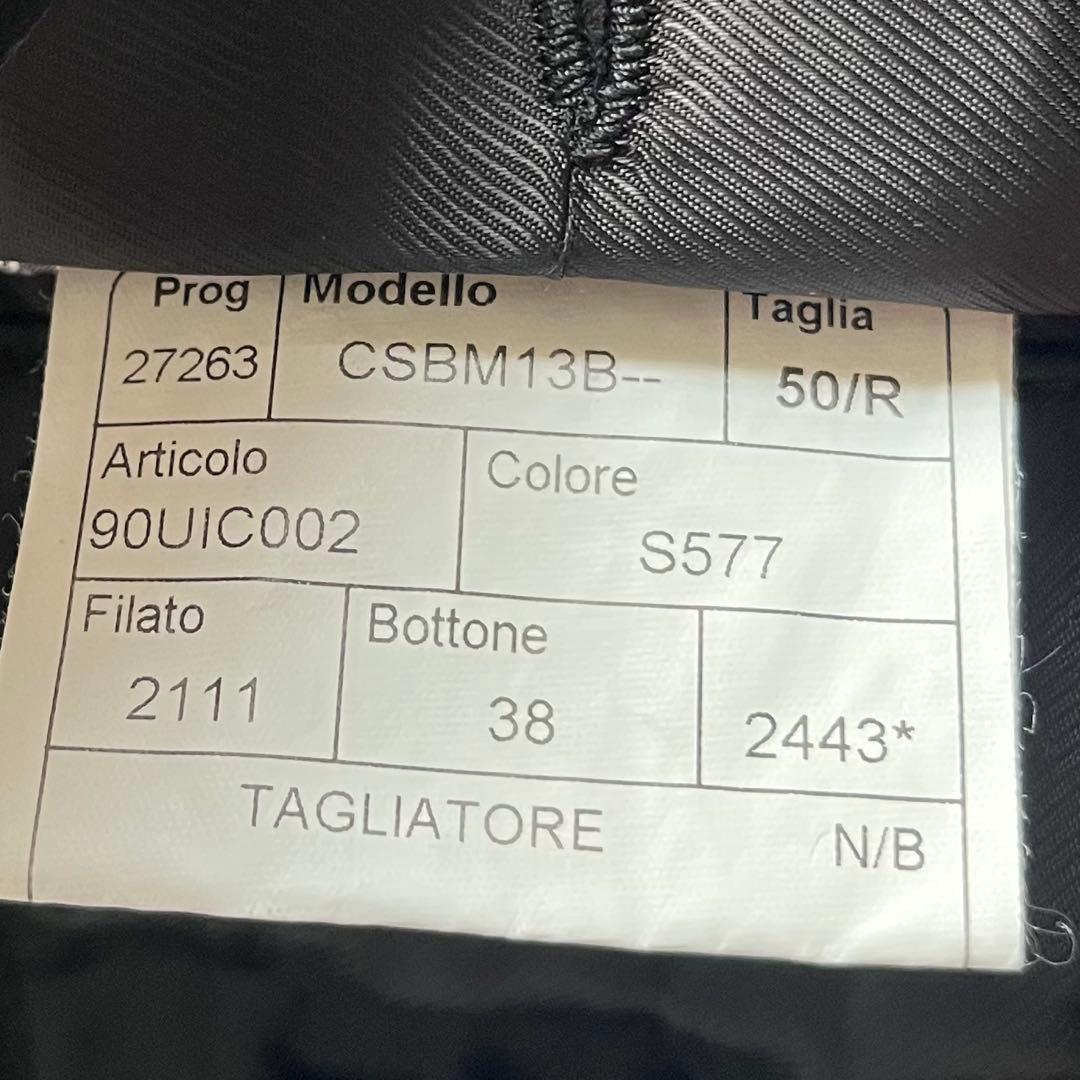 Prog Modello Taglia
27263 CSBM13B-- 50/R
Articolo Colore
90UIC002 S577
Filato Bottone
2111 38 2443*
TAGLIATORE N/B